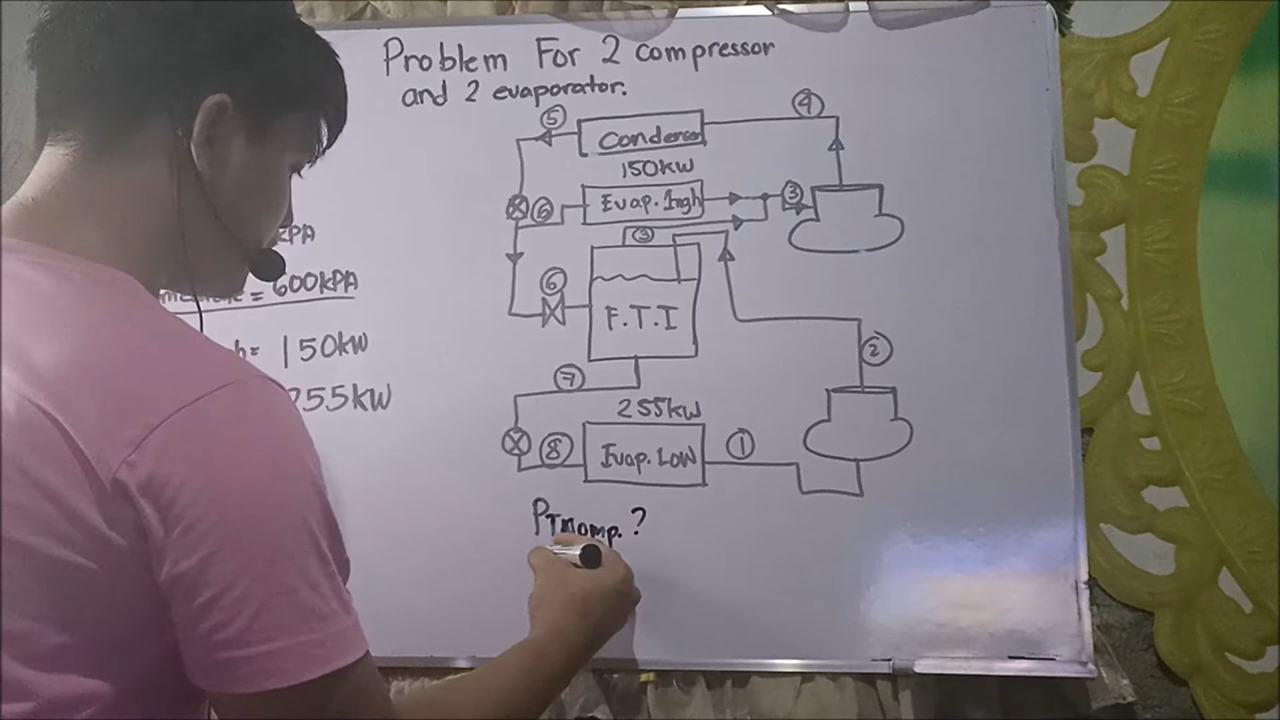 Problem For 2 compressor
and 2 evaporator.
5
4
Condenser
150kW
3
6
Evap. High
kPA
3
= 600kPA
6
F.T.I
2
150kW
7
255kW
255kW
1
8
Evap. Low
?